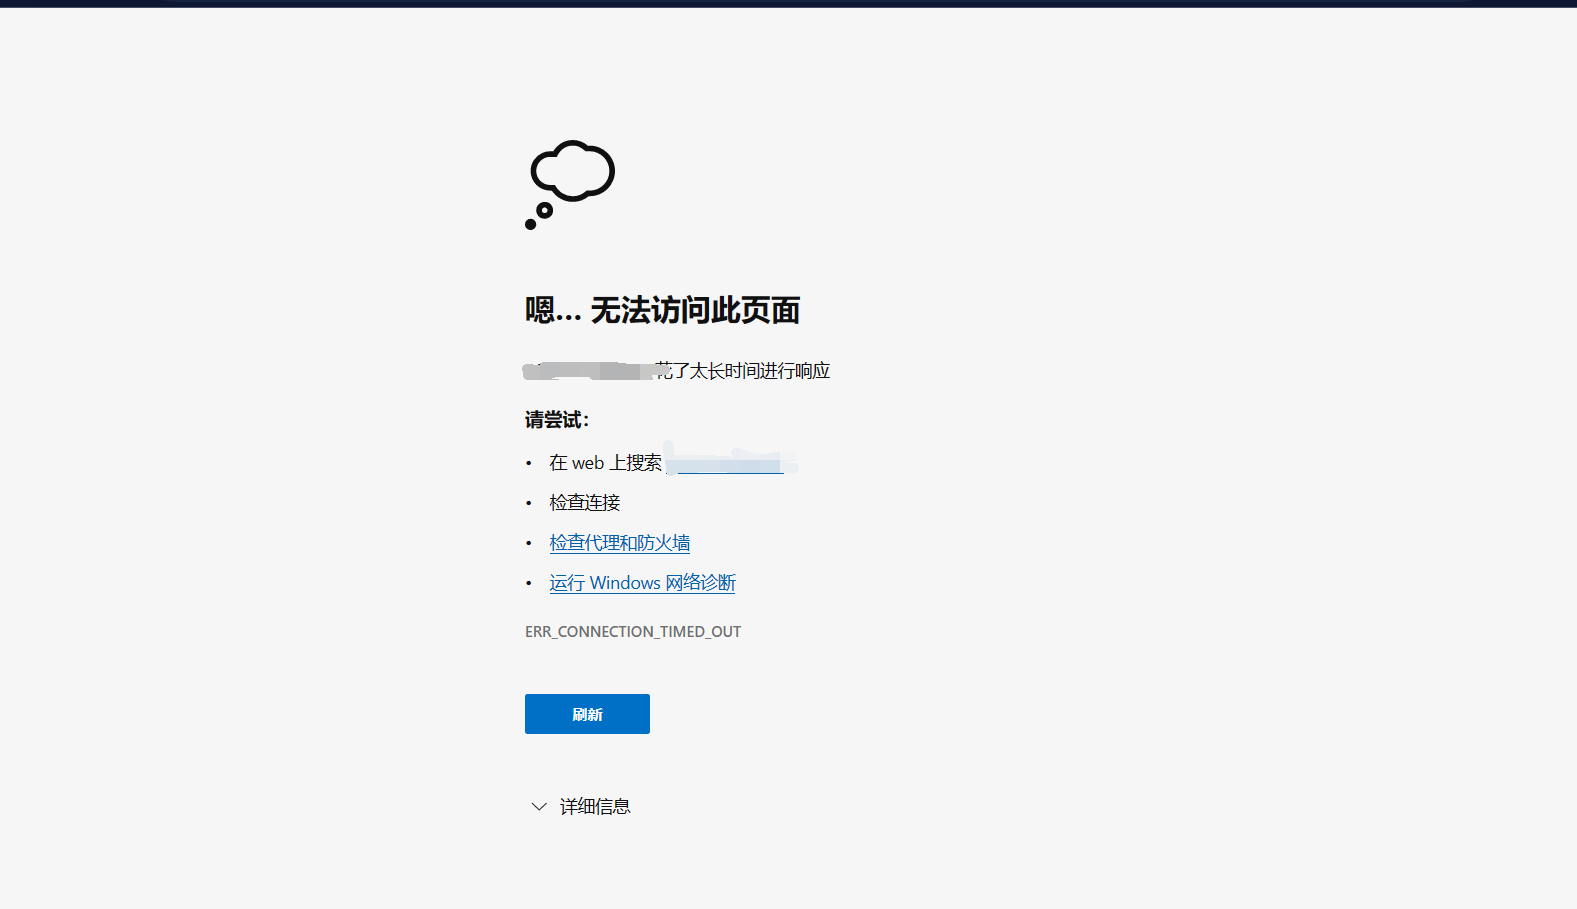 嗯… 无法访问此页面
花了太长时间进行响应
请尝试：
• 在 web 上搜索
• 检查连接
• 检查代理和防火墙
• 运行 Windows 网络诊断
ERR_CONNECTION_TIMED_OUT
刷新
详细信息